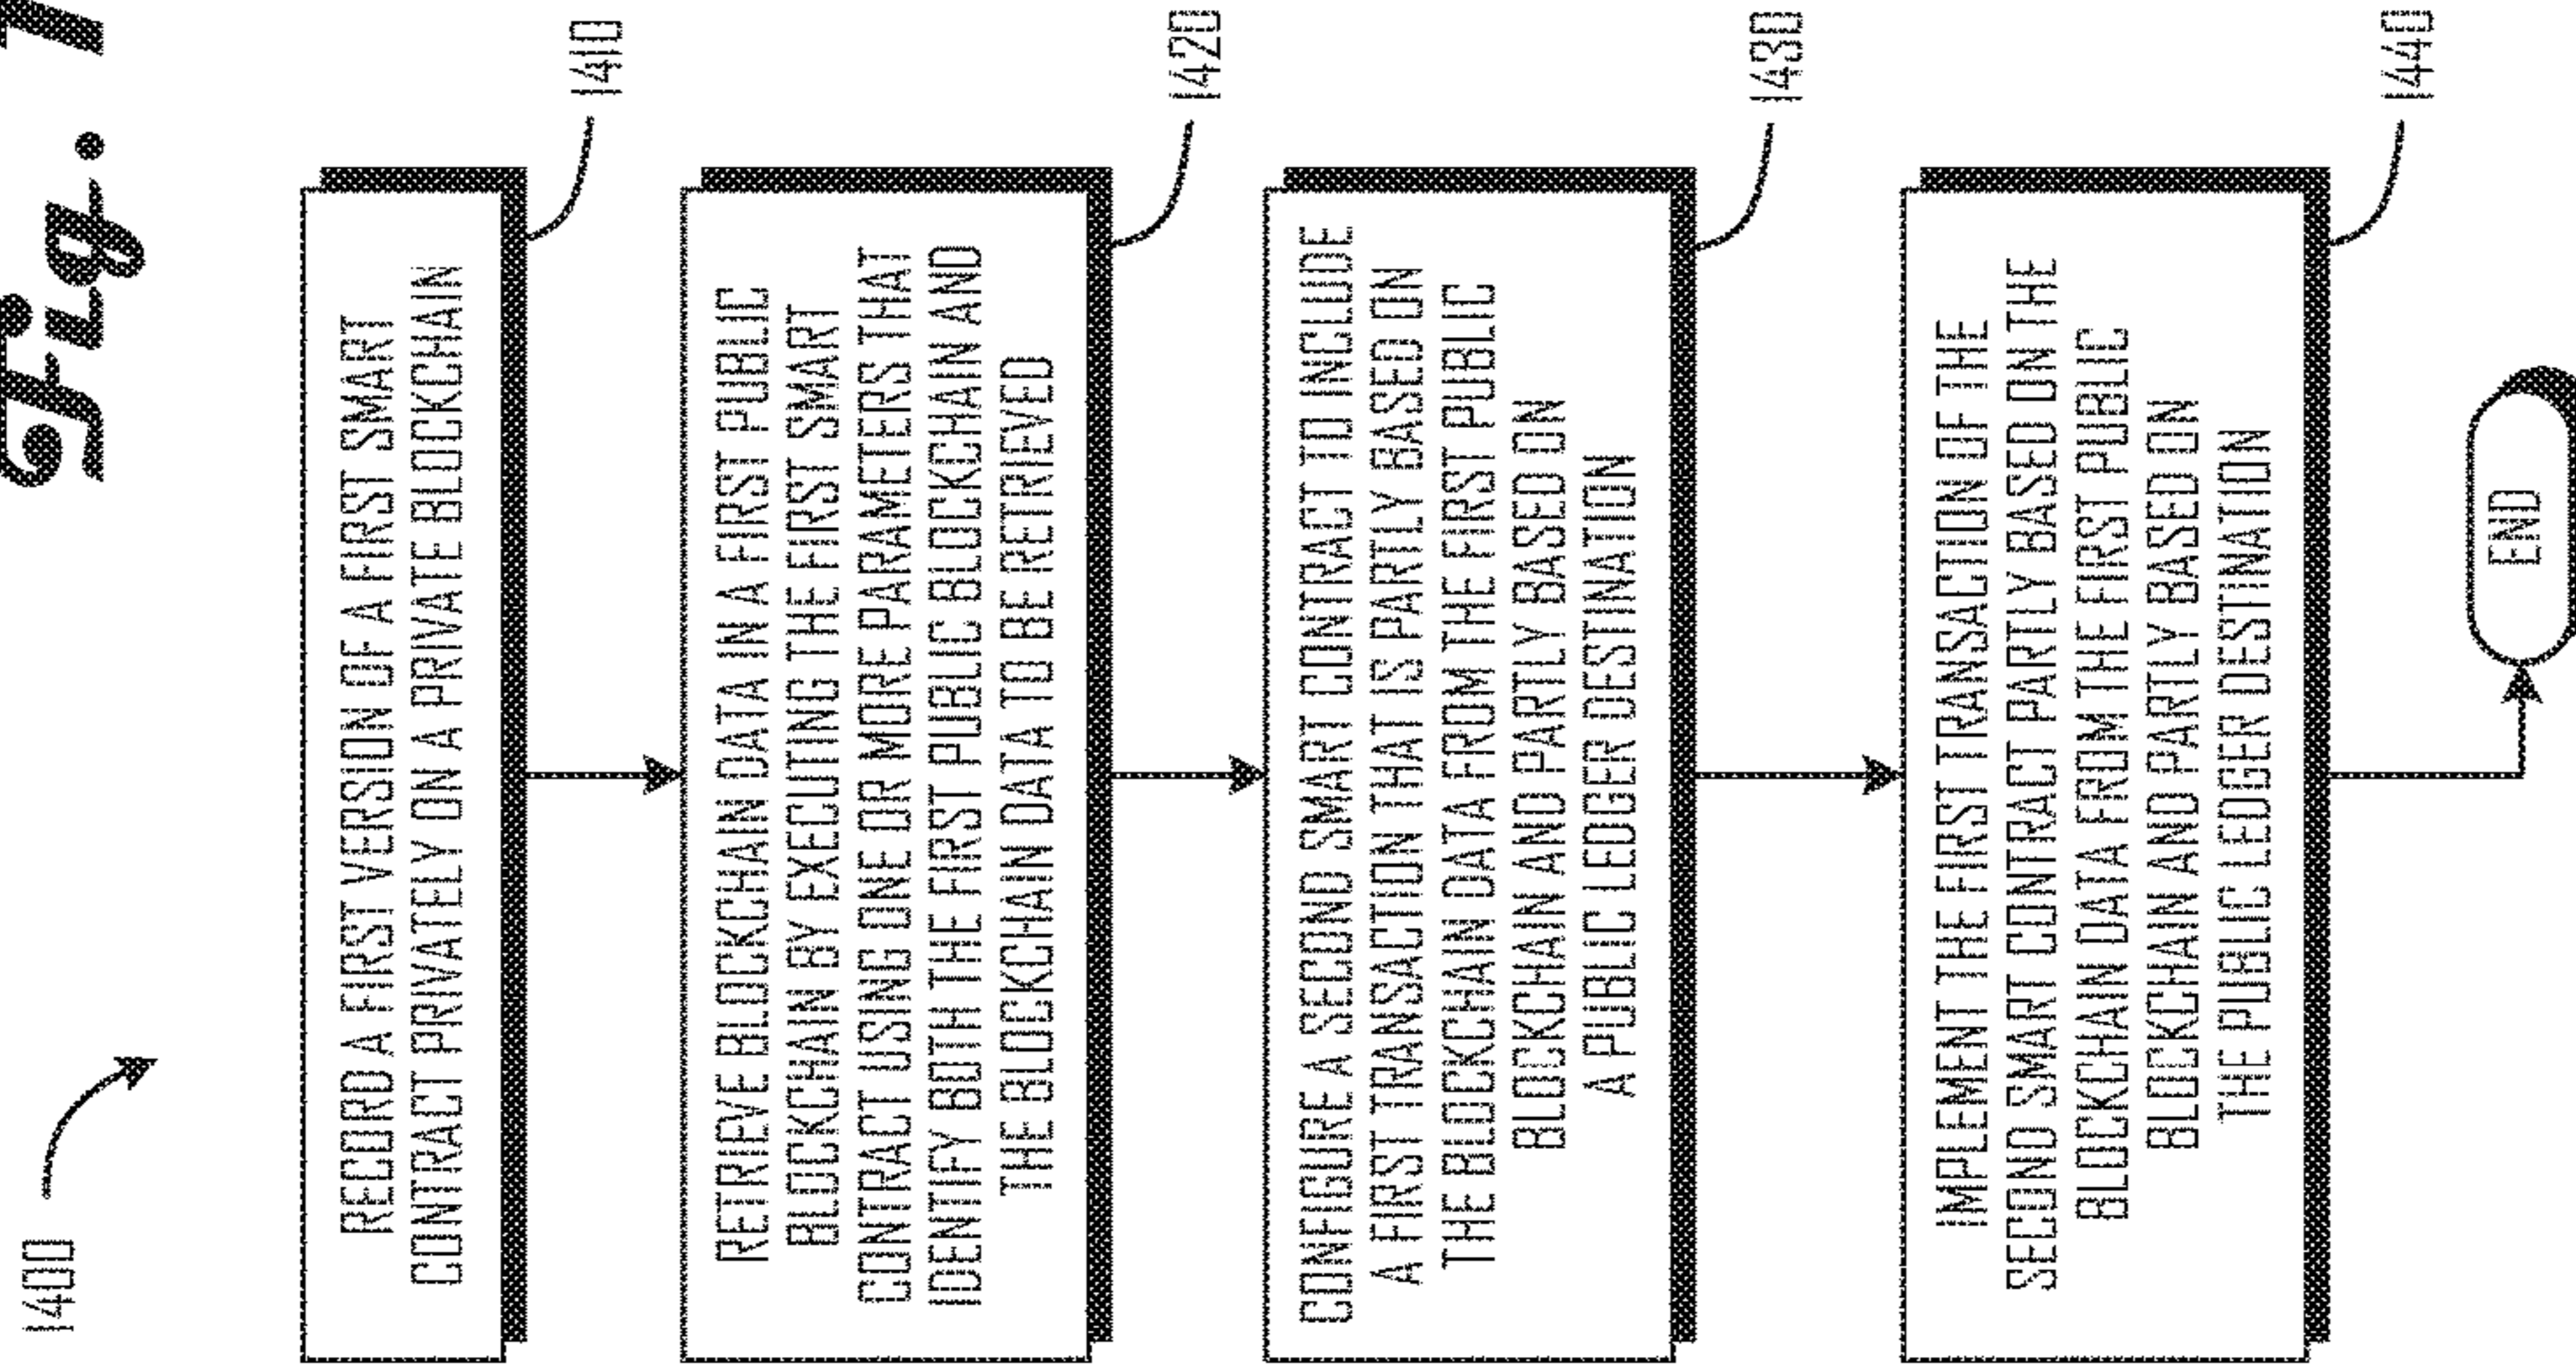 Fig. 1
1400
RECORD A FIRST VERSION OF A FIRST SMART
CONTRACT PRIVATELY ON A PRIVATE BLOCKCHAIN
1410
RETRIEVE BLOCKCHAIN DATA IN A FIRST PUBLIC
BLOCKCHAIN BY EXECUTING THE FIRST SMART
CONTRACT USING ONE OR MORE PARAMETERS THAT
IDENTIFY BOTH THE FIRST PUBLIC BLOCKCHAIN AND
THE BLOCKCHAIN DATA TO BE RETRIEVED
1420
CONFIGURE A SECOND SMART CONTRACT TO INCLUDE
A FIRST TRANSACTION THAT IS PARTLY BASED ON
THE BLOCKCHAIN DATA FROM THE FIRST PUBLIC
BLOCKCHAIN AND PARTLY BASED ON
A PUBLIC LEDGER DESTINATION
1430
IMPLEMENT THE FIRST TRANSACTION OF THE
SECOND SMART CONTRACT PARTLY BASED ON THE
BLOCKCHAIN DATA FROM THE FIRST PUBLIC
BLOCKCHAIN AND PARTLY BASED ON
THE PUBLIC LEDGER DESTINATION
1440
END